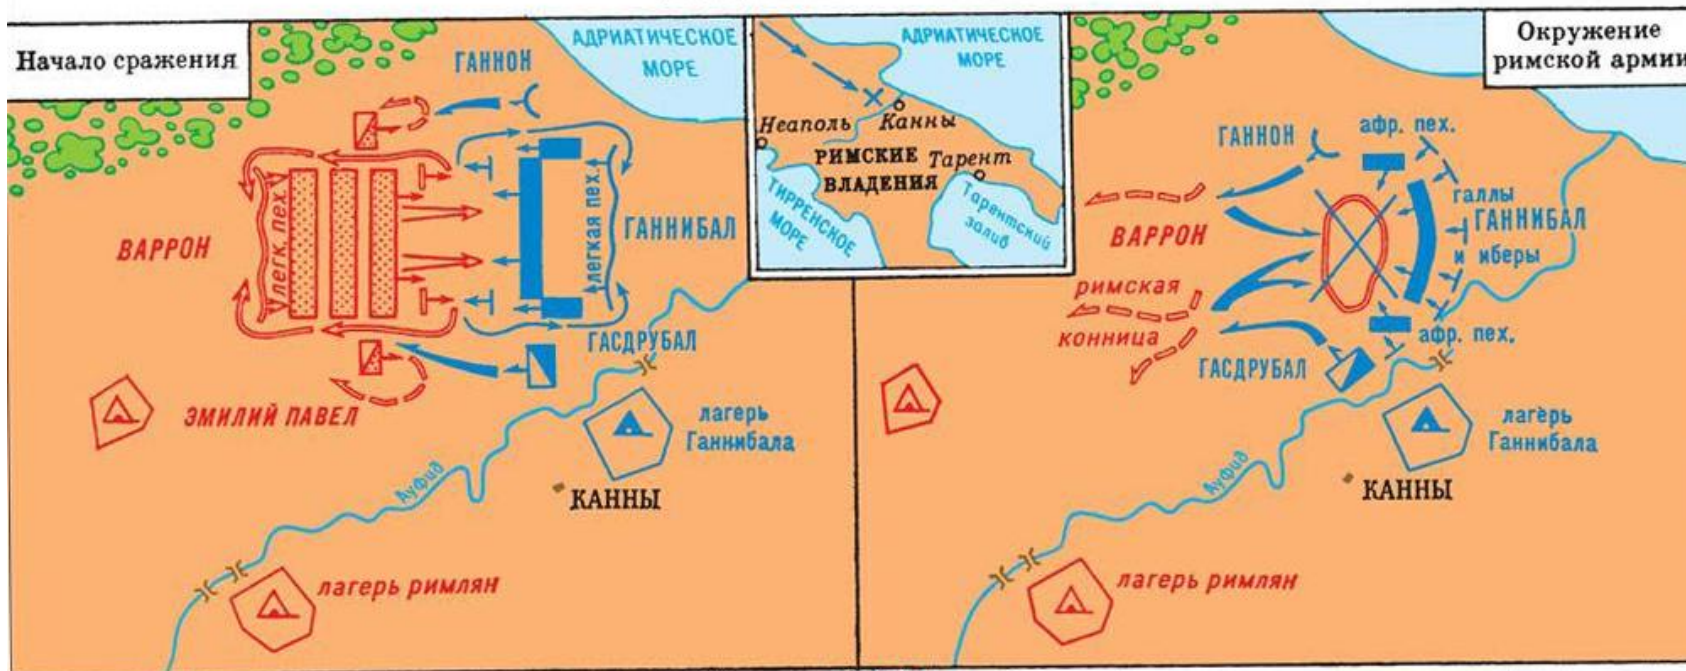 Начало сражения
ГАННОН
АДРИАТИЧЕСКОЕ
МОРЕ
ВАРРОН
легк. пех.
легкая пех.
ГАННИБАЛ
ГАСДРУБАЛ
ЭМИЛИЙ ПАВЕЛ
лагерь
Ганнибала
Ауфид
КАННЫ
лагерь римлян
АДРИАТИЧЕСКОЕ
МОРЕ
Неаполь
Канны
РИМСКИЕ
ВЛАДЕНИЯ
Тарент
ТИРРЕНСКОЕ
МОРЕ
Тарентский
залив
Окружение
римской армии
ГАННОН
афр. пех.
галлы
ГАННИБАЛ
и иберы
ВАРРОН
римская
конница
афр. пех.
ГАСДРУБАЛ
лагерь
Ганнибала
Ауфид
КАННЫ
лагерь римлян